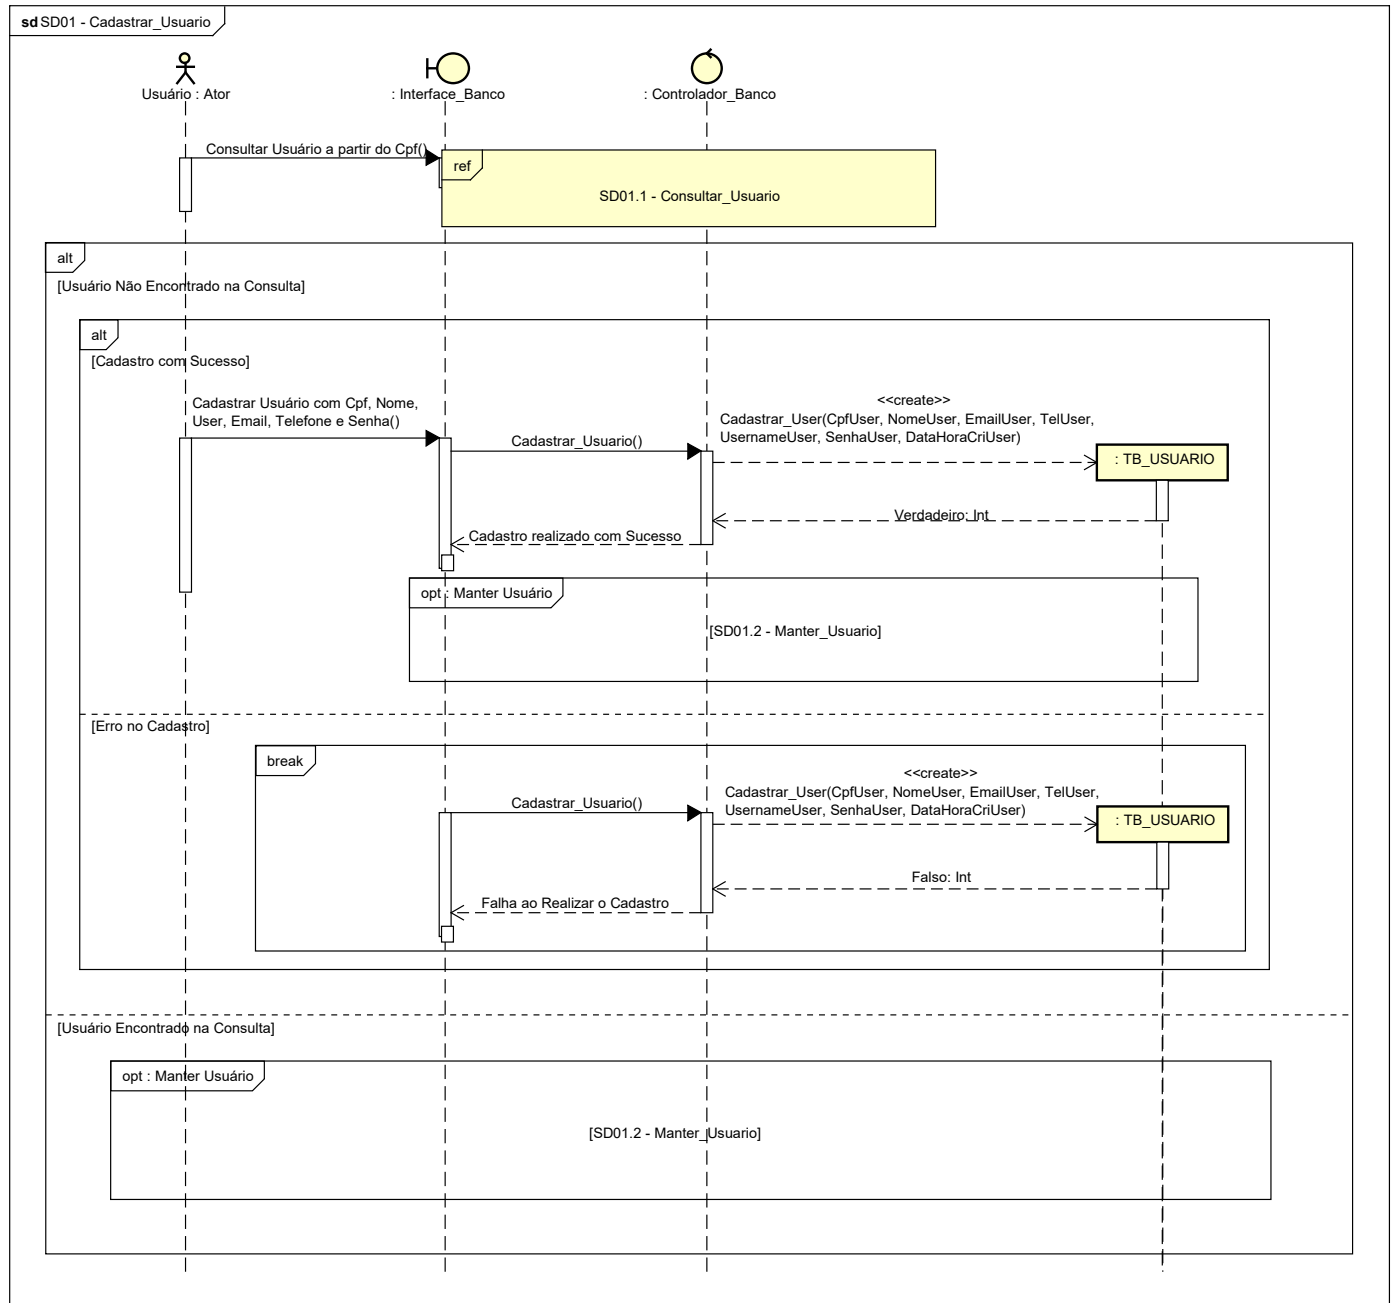 sd SD01 - Cadastrar_Usuario
Usuário : Ator
: Interface_Banco
: Controlador_Banco
Consultar Usuário a partir do Cpf()
ref
SD01.1 - Consultar_Usuario
alt
[Usuário Não Encontrado na Consulta]
alt
[Cadastro com Sucesso]
Cadastrar Usuário com Cpf, Nome,
User, Email, Telefone e Senha()
Cadastrar_Usuario()
<<create>>
Cadastrar_User(CpfUser, NomeUser, EmailUser, TelUser,
UsernameUser, SenhaUser, DataHoraCriUser)
: TB_USUARIO
Verdadeiro: Int
Cadastro realizado com Sucesso
opt : Manter Usuário
[SD01.2 - Manter_Usuario]
[Erro no Cadastro]
break
Cadastrar_Usuario()
<<create>>
Cadastrar_User(CpfUser, NomeUser, EmailUser, TelUser,
UsernameUser, SenhaUser, DataHoraCriUser)
: TB_USUARIO
Falso: Int
Falha ao Realizar o Cadastro
[Usuário Encontrado na Consulta]
opt : Manter Usuário
[SD01.2 - Manter_Usuario]